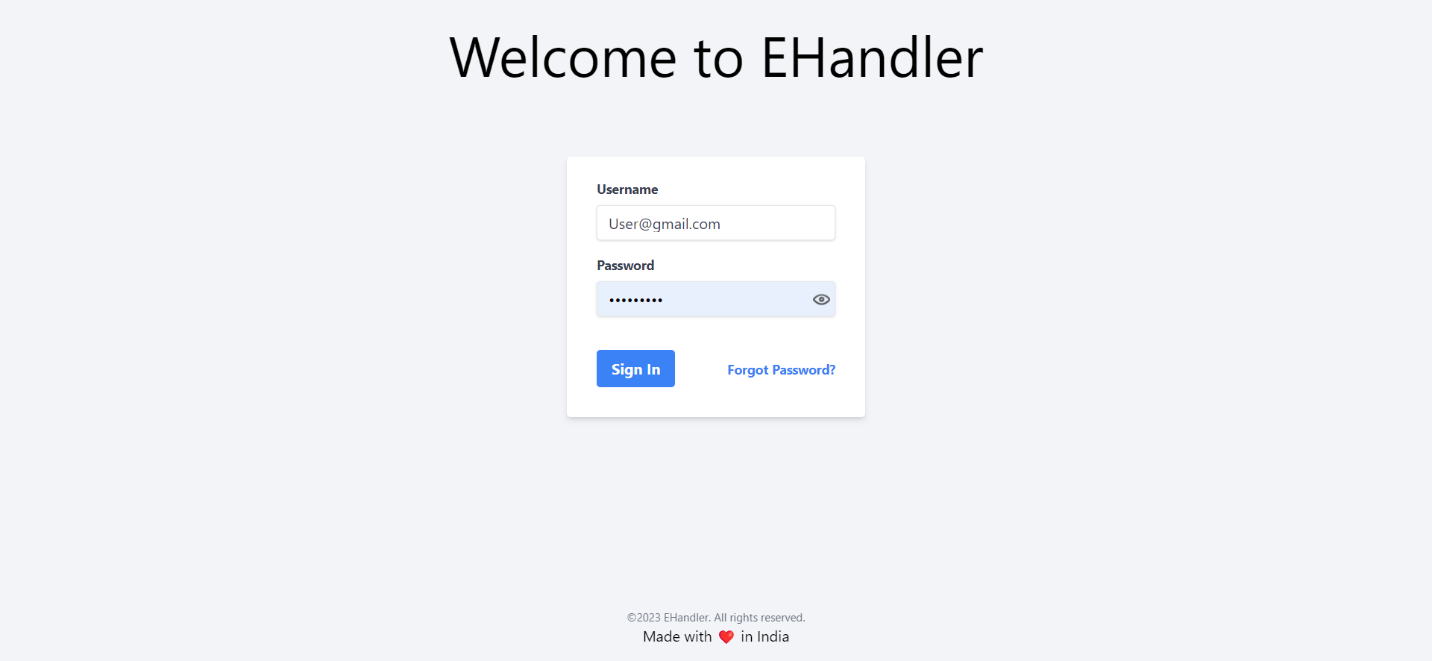 Welcome to EHandler
Username
User@gmail.com
Password
•••••••••
Sign In
Forgot Password?
©2023 EHandler. All rights reserved.
Made with ❤️ in India